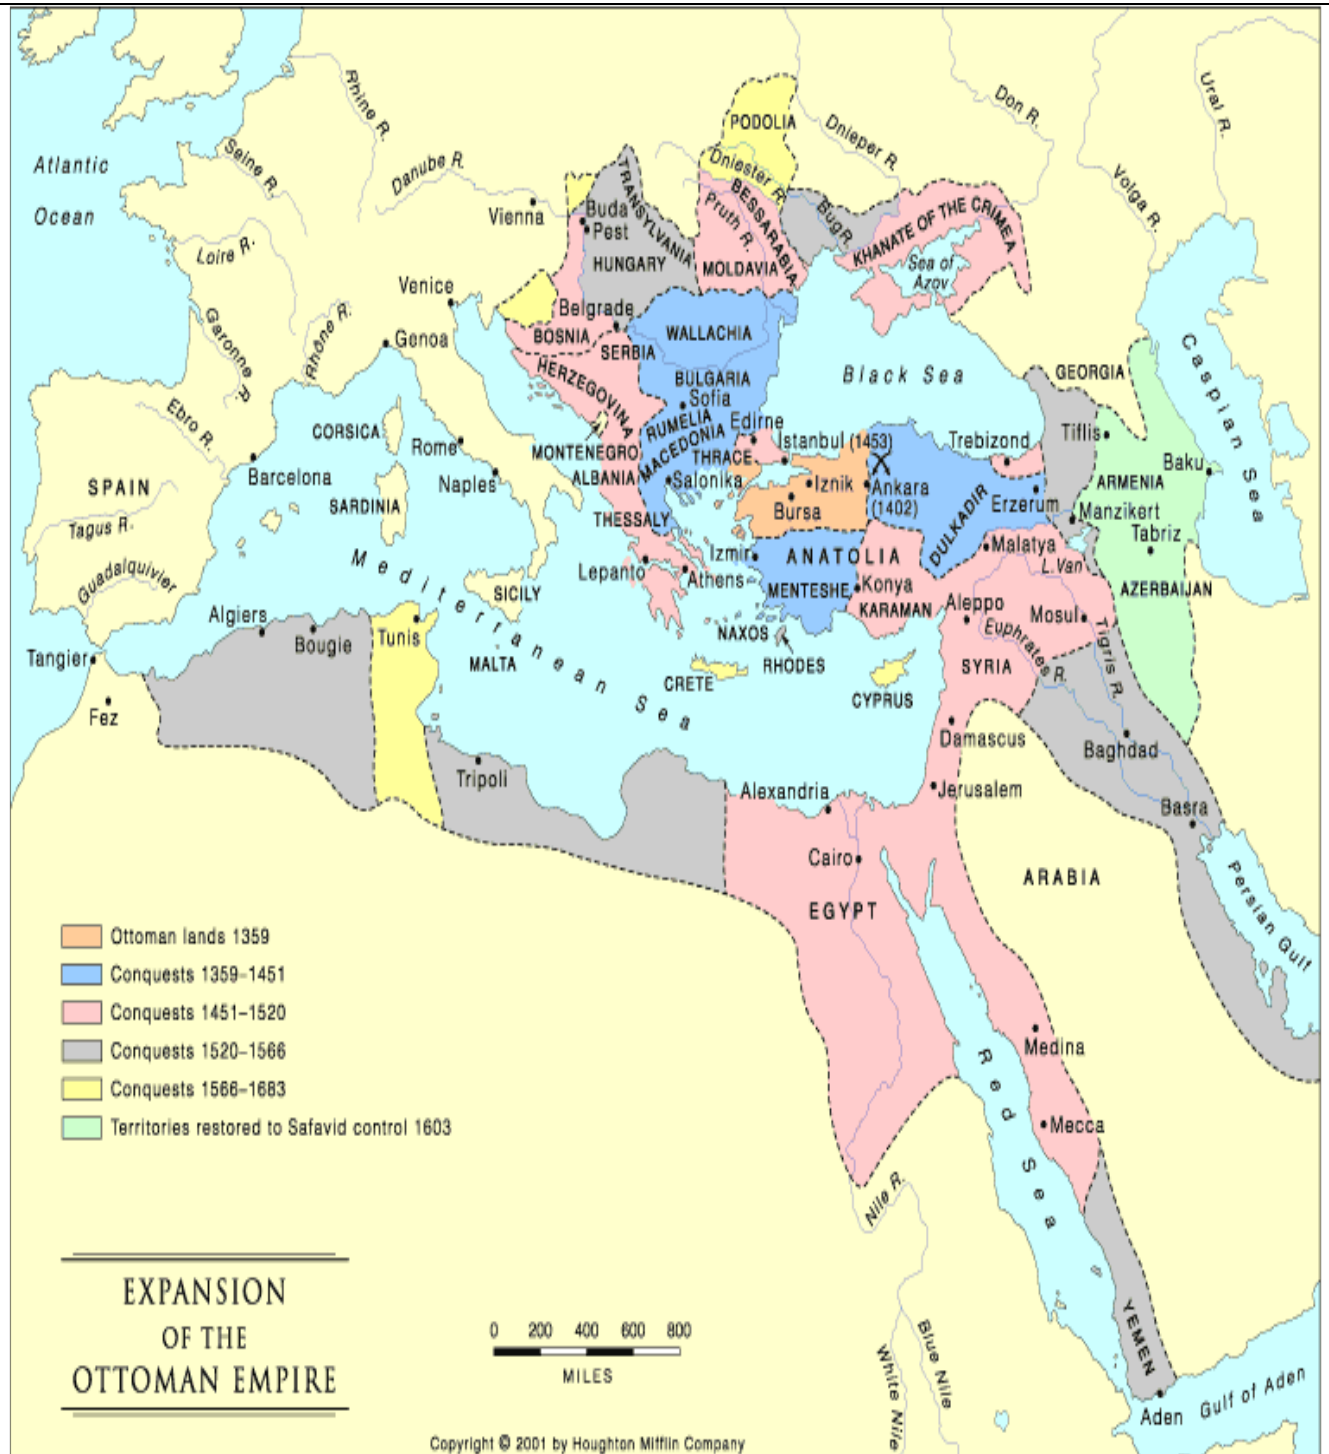 Rhine R.
Seine R.
Danube R.
Loire R.
Garonne R.
Rhône R.
Ebro R.
Tagus R.
Guadalquivier
Atlantic
Ocean
Vienna
Venice
Genoa
CORSICA
SARDINIA
Rome
Naples
Barcelona
SPAIN
SICILY
MALTA
Mediterranean Sea
PODOLIA
Dniester R.
Dnieper R.
Don R.
Volga R.
Ural R.
TRANSYLVANIA
BESSARABIA
Pruth R.
Bug R.
KHANATE OF THE CRIMEA
Sea of
Azov
Buda
Pest
HUNGARY
MOLDAVIA
Belgrade
BOSNIA
SERBIA
WALLACHIA
HERZEGOVINA
BULGARIA
Sofia
RUMELIA
MACEDONIA
Edirne
THRACE
MONTENEGRO
ALBANIA
Salonika
THESSALY
Lepanto
Athens
Black Sea
Caspian Sea
GEORGIA
Istanbul (1453)
Trebizond
Tiflis
Baku
Iznik
Bursa
Ankara
(1402)
DULKADIR
Erzerum
ARMENIA
Manzikert
Tabriz
Izmir
ANATOLIA
Malatya
L.Van
AZERBAIJAN
MENTESHE
Konya
KARAMAN
Aleppo
Mosul
NAXOS
RHODES
CRETE
CYPRUS
Euphrates R.
Tigris R.
SYRIA
Damascus
Baghdad
Jerusalem
Basra
Algiers
Bougie
Tunis
Tangier
Fez
Tripoli
Alexandria
Cairo
EGYPT
ARABIA
Persian Gulf
Medina
Mecca
Red Sea
Nile R.
Blue Nile
White Nile
YEMEN
Aden
Gulf of Aden
Ottoman lands 1359
Conquests 1359–1451
Conquests 1451–1520
Conquests 1520–1566
Conquests 1566–1683
Territories restored to Safavid control 1603
EXPANSION
OF THE
OTTOMAN EMPIRE
0 200 400 600 800
MILES
Copyright © 2001 by Houghton Mifflin Company